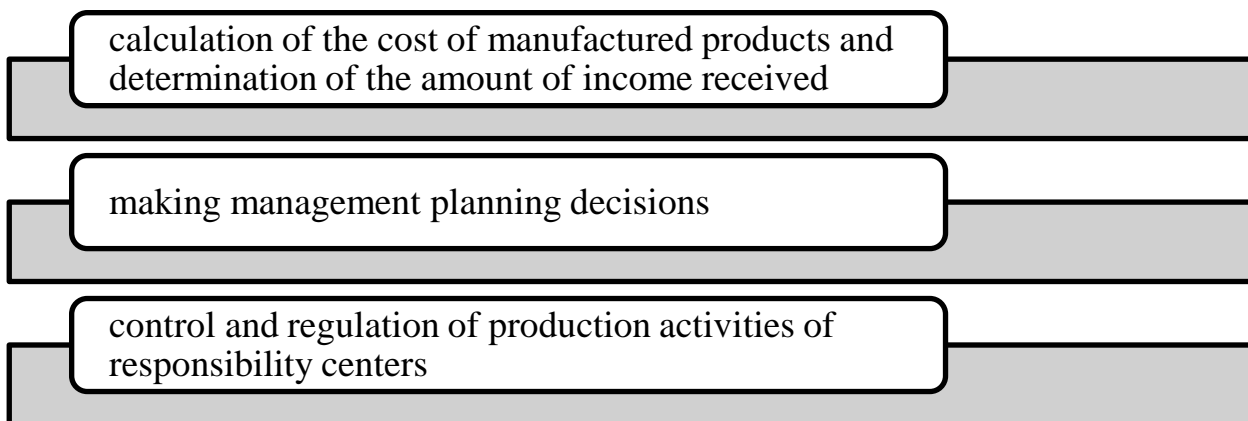 calculation of the cost of manufactured products and
determination of the amount of income received
making management planning decisions
control and regulation of production activities of
responsibility centers